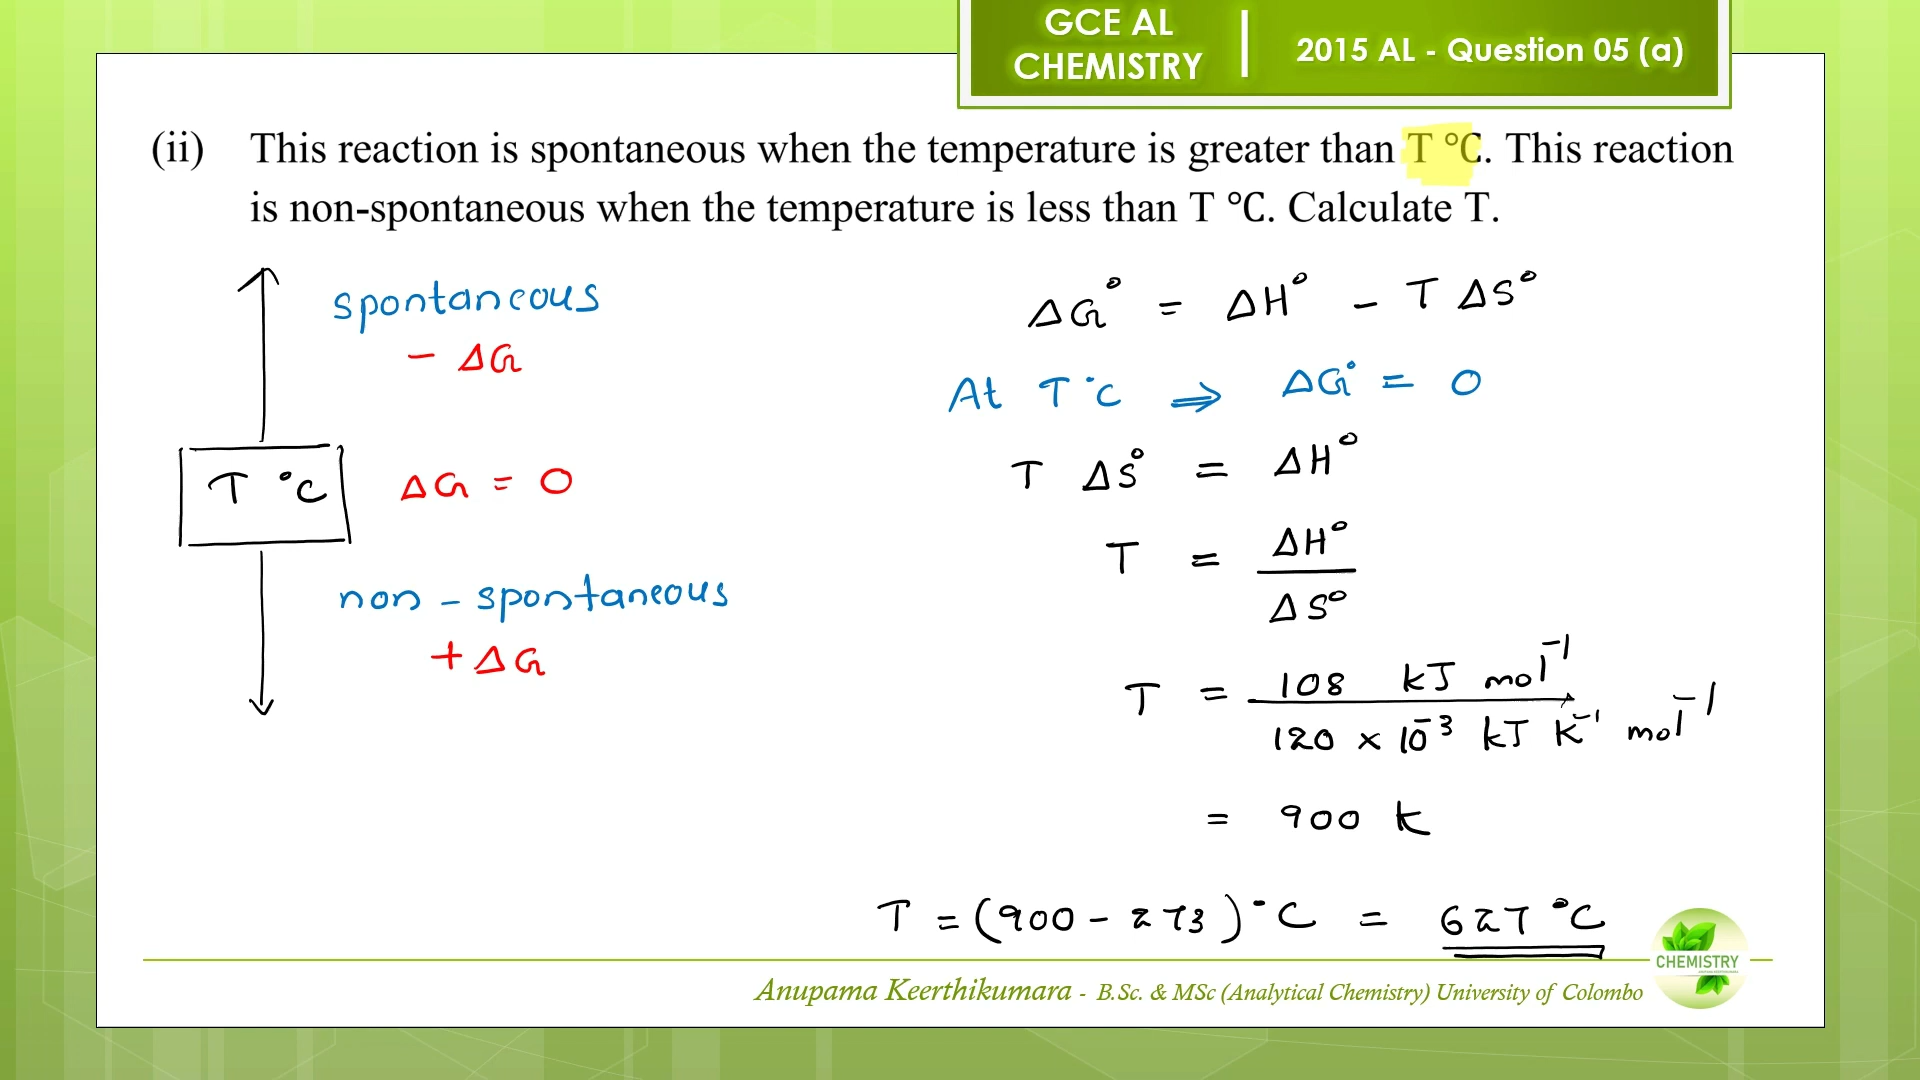 GCE AL
CHEMISTRY
2015 AL - Question 05 (a)
(ii) This reaction is spontaneous when the temperature is greater than T °C. This reaction
is non-spontaneous when the temperature is less than T °C. Calculate T.
spontaneous
- ΔG
T °C
ΔG = 0
non - spontaneous
+ ΔG
ΔG° = ΔH° - T ΔS°
At T °C ⇒ ΔG° = 0
T ΔS° = ΔH°
T = ΔH° / ΔS°
T = 108 kJ mol⁻¹ / 120 × 10⁻³ kJ K⁻¹ mol⁻¹
= 900 K
T = (900 - 273) °C = 627 °C
CHEMISTRY
Anupama Keerthikumara - B.Sc. & MSc (Analytical Chemistry) University of Colombo